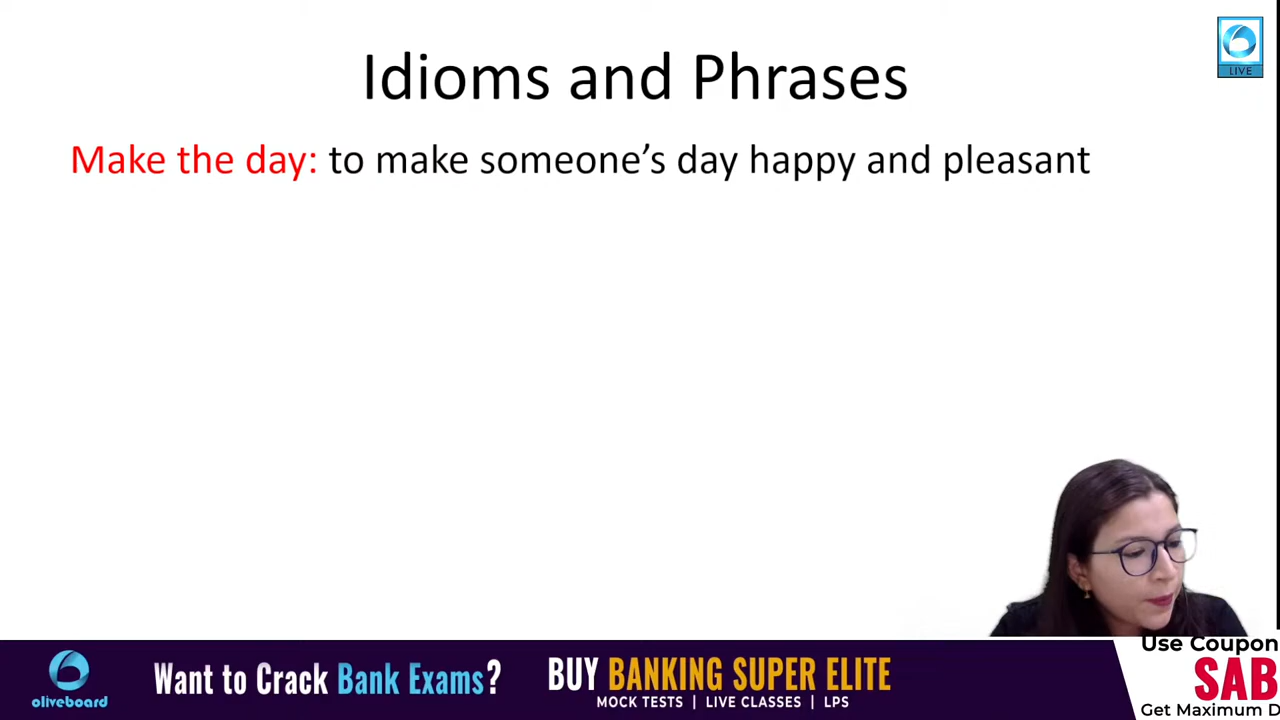 LIVE
Idioms and Phrases
Make the day: to make someone’s day happy and pleasant
oliveboard
Want to Crack Bank Exams?
BUY BANKING SUPER ELITE
MOCK TESTS | LIVE CLASSES | LPS
Use Coupon
SAB
Get Maximum D